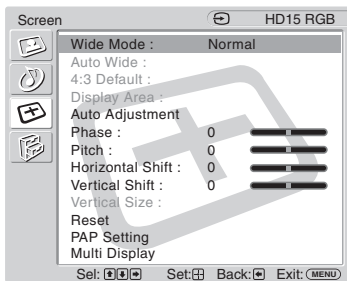 Screen HD15 RGB
Wide Mode : Normal
Auto Wide :
4:3 Default :
Display Area :
Auto Adjustment
Phase : 0
Pitch : 0
Horizontal Shift : 0
Vertical Shift : 0
Vertical Size :
Reset
PAP Setting
Multi Display
Sel: Set: Back: Exit: MENU